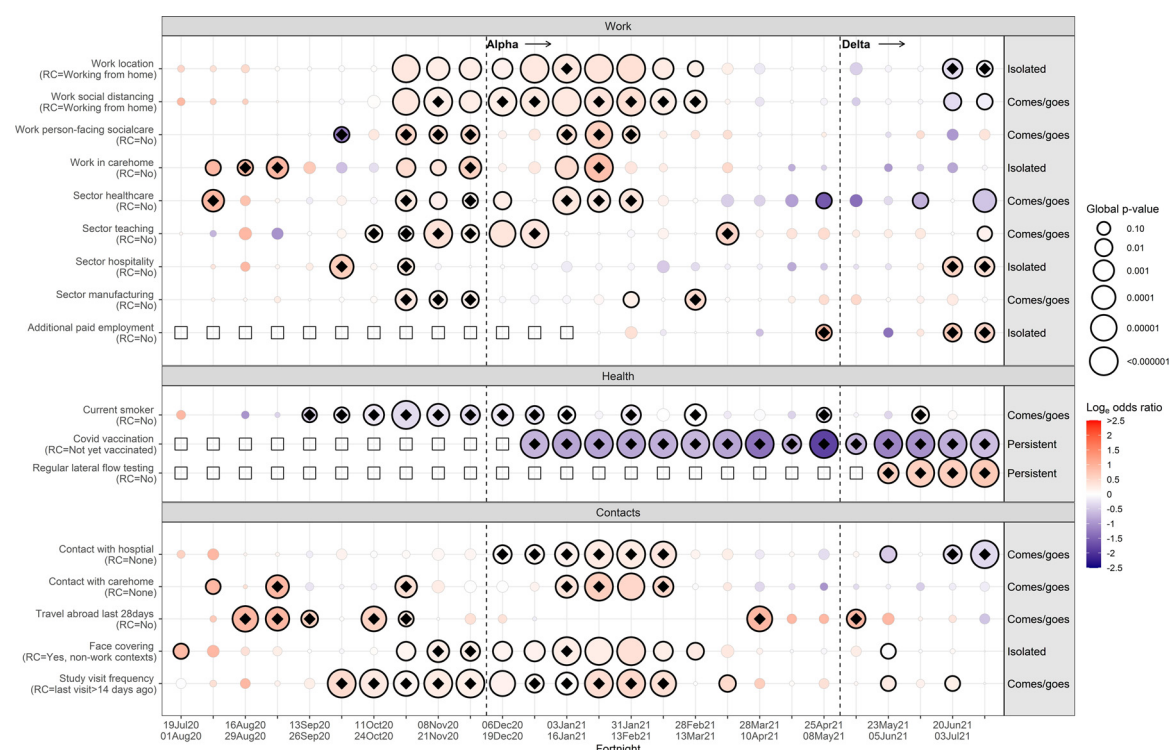 Work
Alpha
Delta
Work location
(RC=Working from home)
Isolated
Work social distancing
(RC=Working from home)
Comes/goes
Work person-facing socialcare
(RC=No)
Comes/goes
Work in carehome
(RC=No)
Isolated
Sector healthcare
(RC=No)
Comes/goes
Sector teaching
(RC=No)
Comes/goes
Sector hospitality
(RC=No)
Isolated
Sector manufacturing
(RC=No)
Comes/goes
Additional paid employment
(RC=No)
Isolated
Health
Current smoker
(RC=No)
Comes/goes
Covid vaccination
(RC=Not yet vaccinated)
Persistent
Regular lateral flow testing
(RC=No)
Persistent
Contacts
Contact with hosptial
(RC=None)
Comes/goes
Contact with carehome
(RC=None)
Comes/goes
Travel abroad last 28days
(RC=No)
Comes/goes
Face covering
(RC=Yes, non-work contexts)
Isolated
Study visit frequency
(RC=last visit>14 days ago)
Comes/goes
19Jul20 16Aug20 13Sep20 11Oct20 08Nov20 06Dec20 03Jan21 31Jan21 28Feb21 28Mar21 25Apr21 23May21 20Jun21
01Aug20 29Aug20 26Sep20 24Oct20 21Nov20 19Dec20 16Jan21 13Feb21 13Mar21 10Apr21 08May21 05Jun21 03Jul21
Fortnight
Global p-value
0.10
0.01
0.001
0.0001
0.00001
<0.000001
Loge odds ratio
>2.5
2
1.5
1
0.5
0
-0.5
-1
-1.5
-2
-2.5